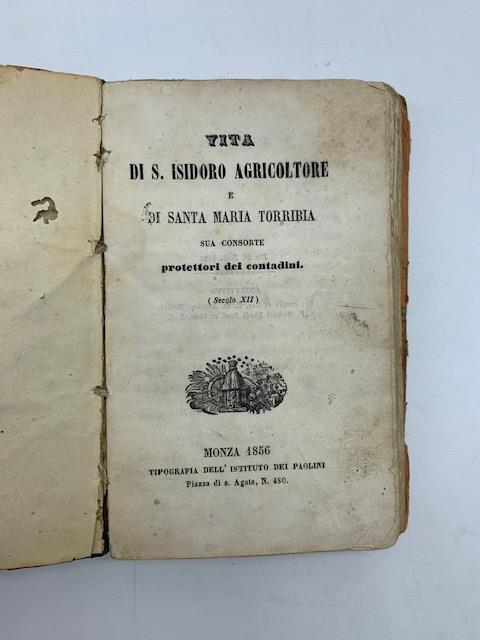 VITA
DI S. ISIDORO AGRICOLTORE
E
DI SANTA MARIA TORRIBIA
SUA CONSORTE
protettori dei contadini.
(Secolo XII)
MONZA 1856
TIPOGRAFIA DELL'ISTITUTO DEI PAOLINI
Piazza di s. Agata, N. 480.